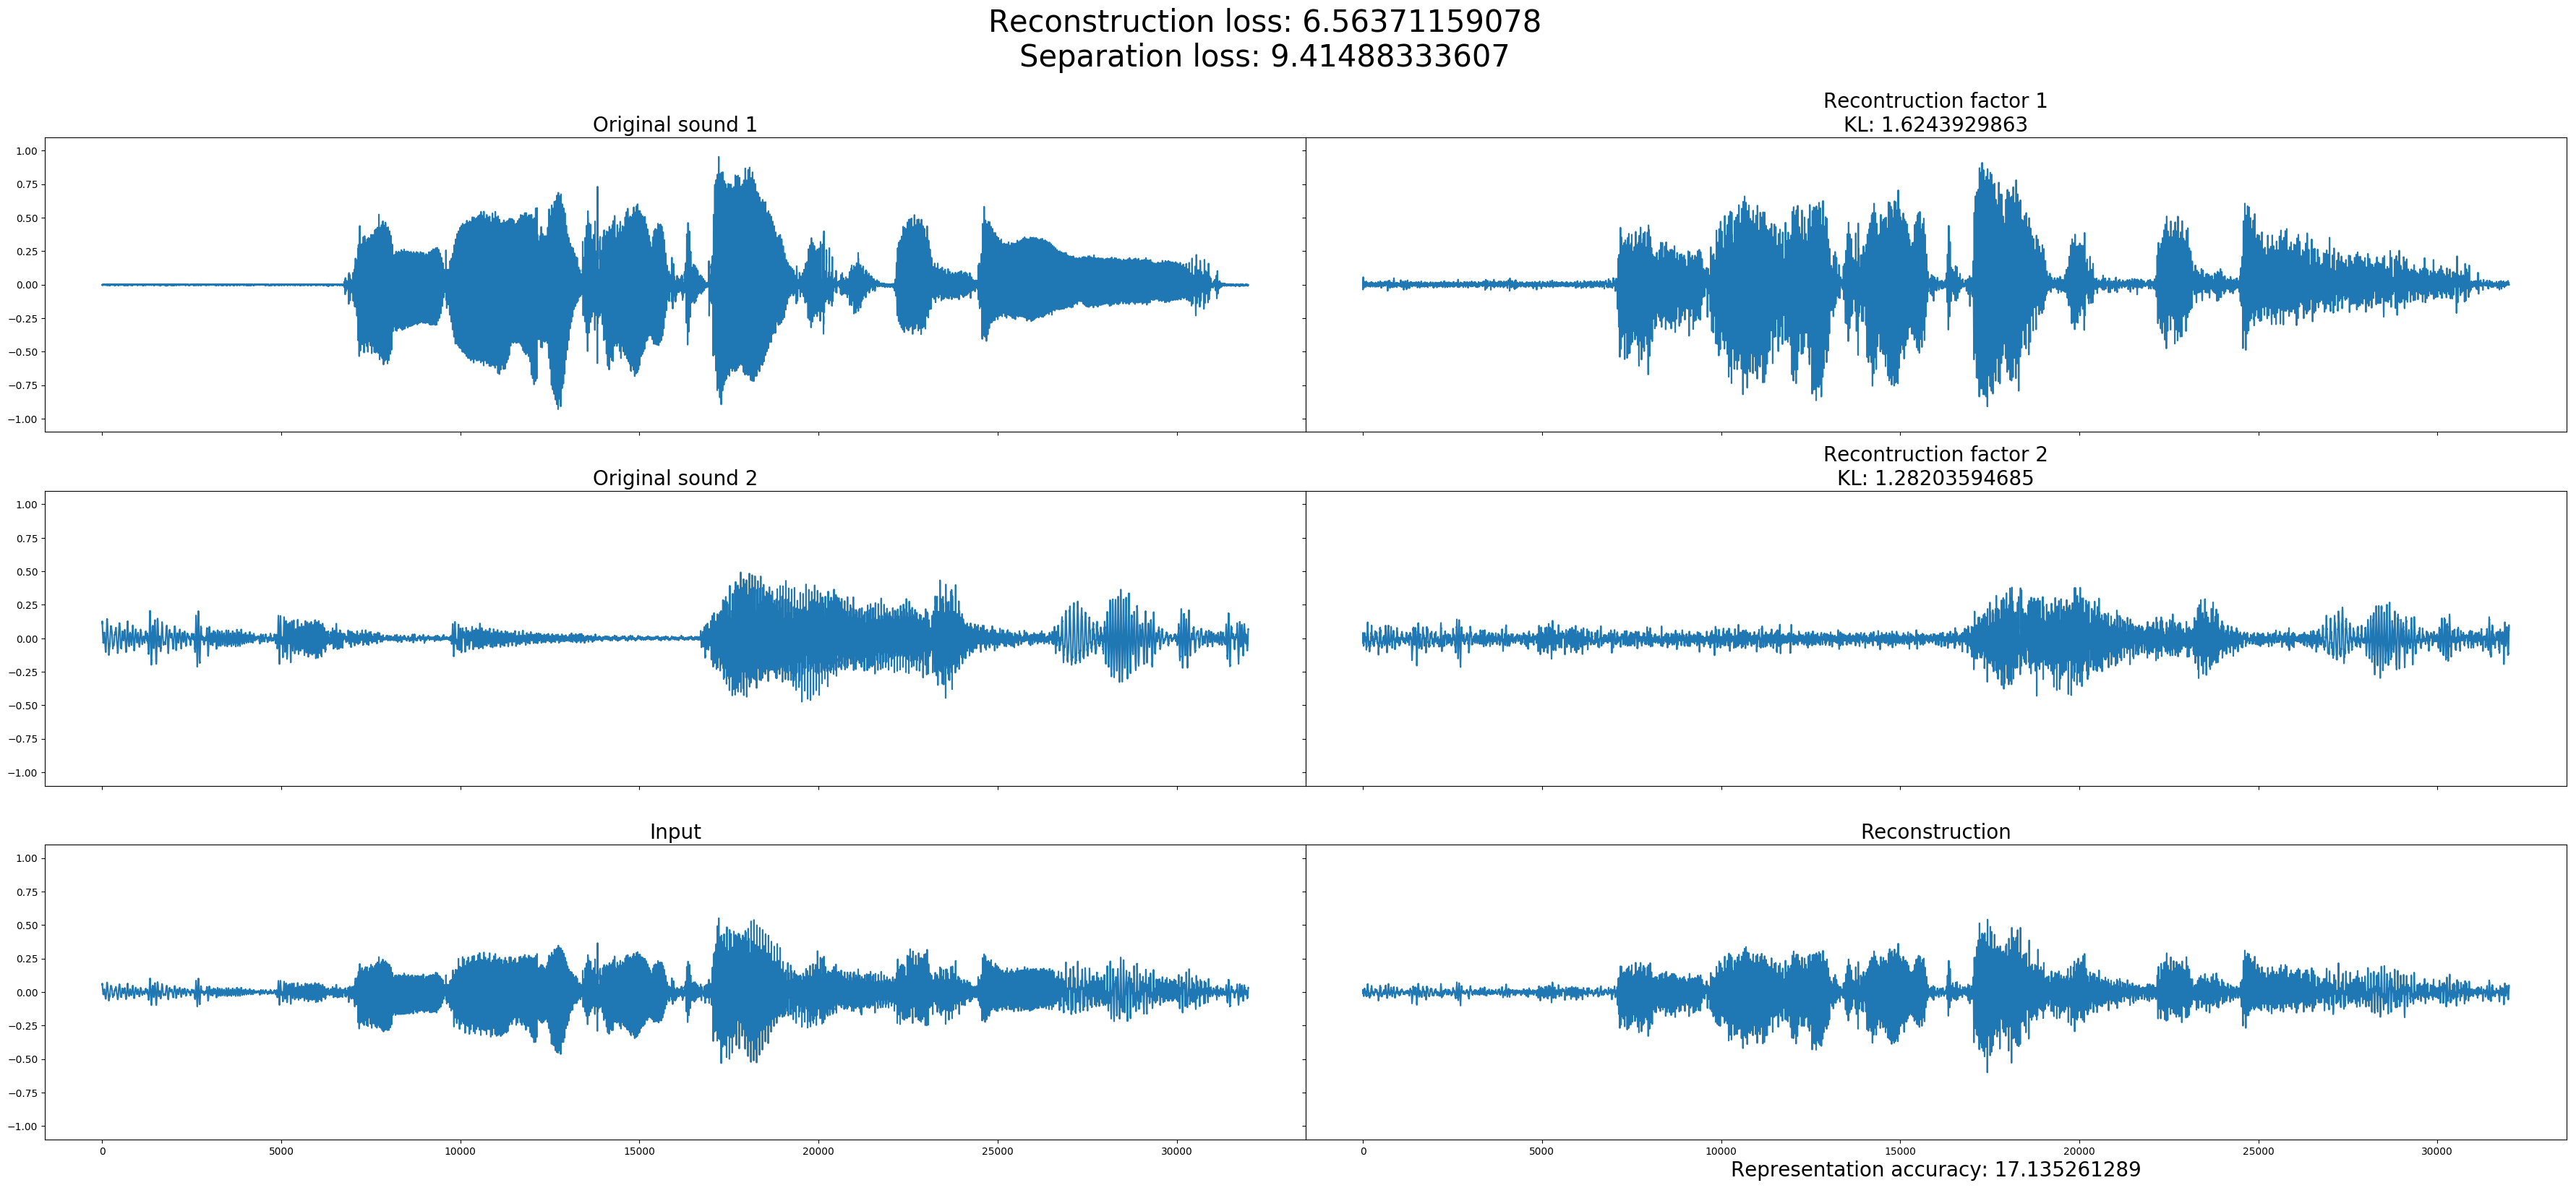 Reconstruction loss: 6.56371159078
Separation loss: 9.41488333607
Original sound 1
Recontruction factor 1
KL: 1.6243929863
1.00
0.75
0.50
0.25
0.00
−0.25
−0.50
−0.75
−1.00
Original sound 2
Recontruction factor 2
KL: 1.28203594685
1.00
0.75
0.50
0.25
0.00
−0.25
−0.50
−0.75
−1.00
Input
Reconstruction
1.00
0.75
0.50
0.25
0.00
−0.25
−0.50
−0.75
−1.00
0 5000 10000 15000 20000 25000 30000
0 5000 10000 15000 20000 25000 30000
Representation accuracy: 17.135261289